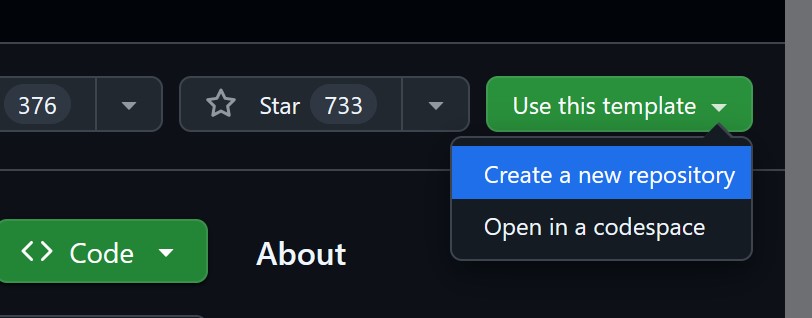 376
Star 733
Use this template
Create a new repository
Open in a codespace
Code
About